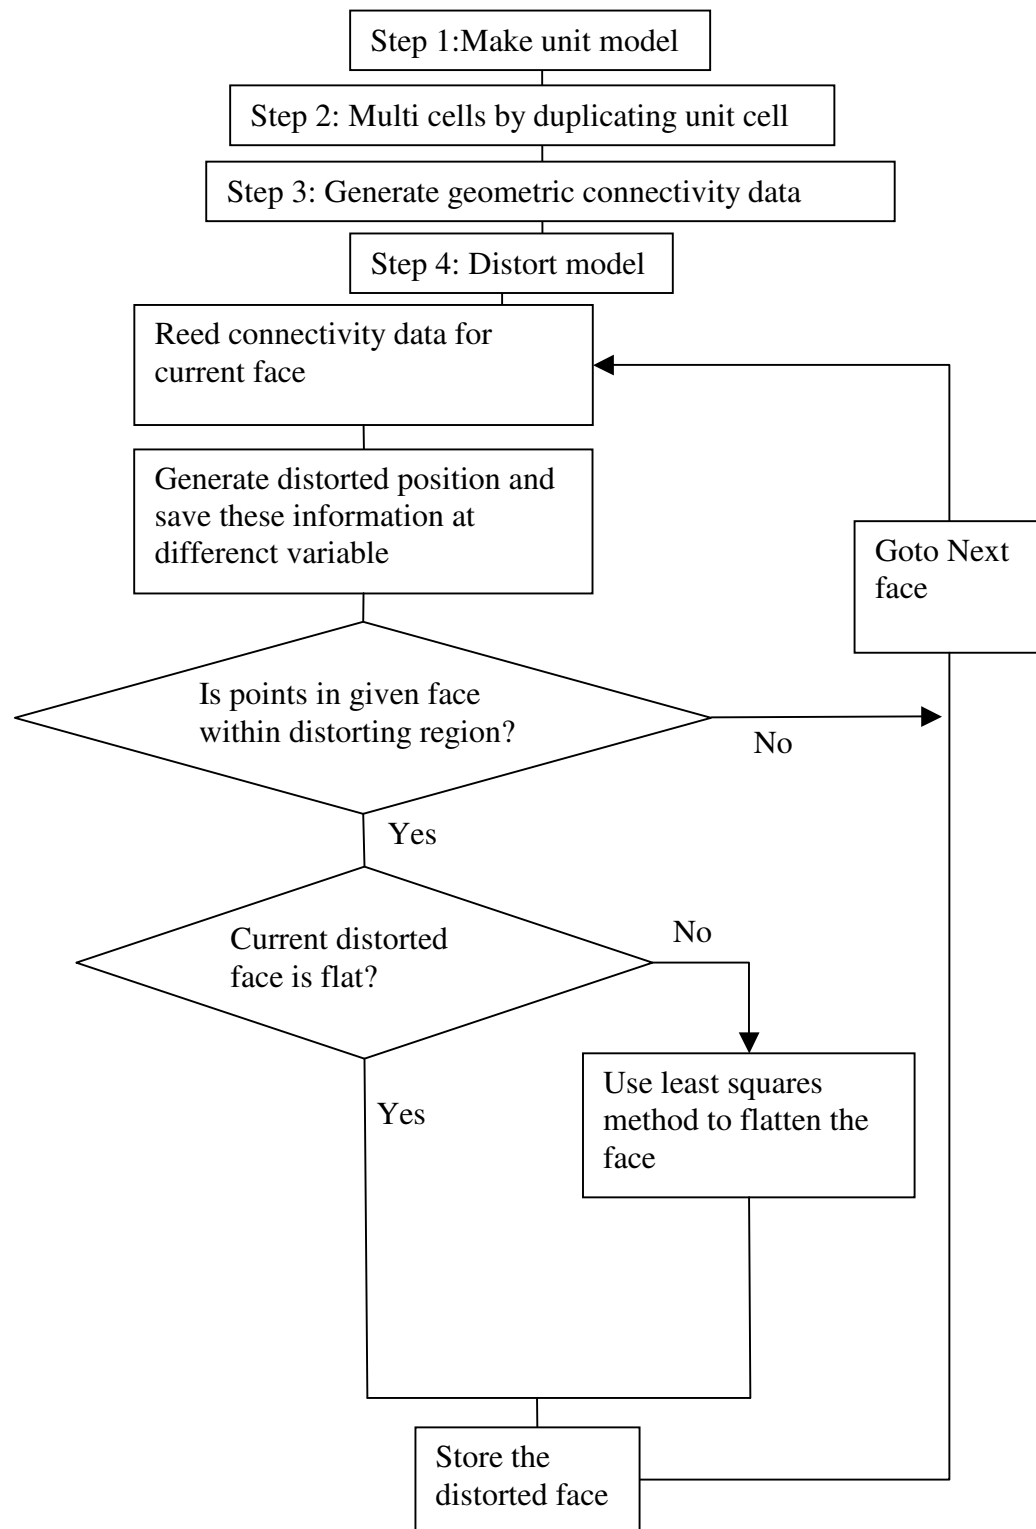 Step 1:Make unit model
Step 2: Multi cells by duplicating unit cell
Step 3: Generate geometric connectivity data
Step 4: Distort model
Reed connectivity data for
current face
Generate distorted position and
save these information at
differenct variable
Goto Next
face
Is points in given face
within distorting region?
No
Yes
Current distorted
face is flat?
No
Use least squares
method to flatten the
face
Yes
Store the
distorted face